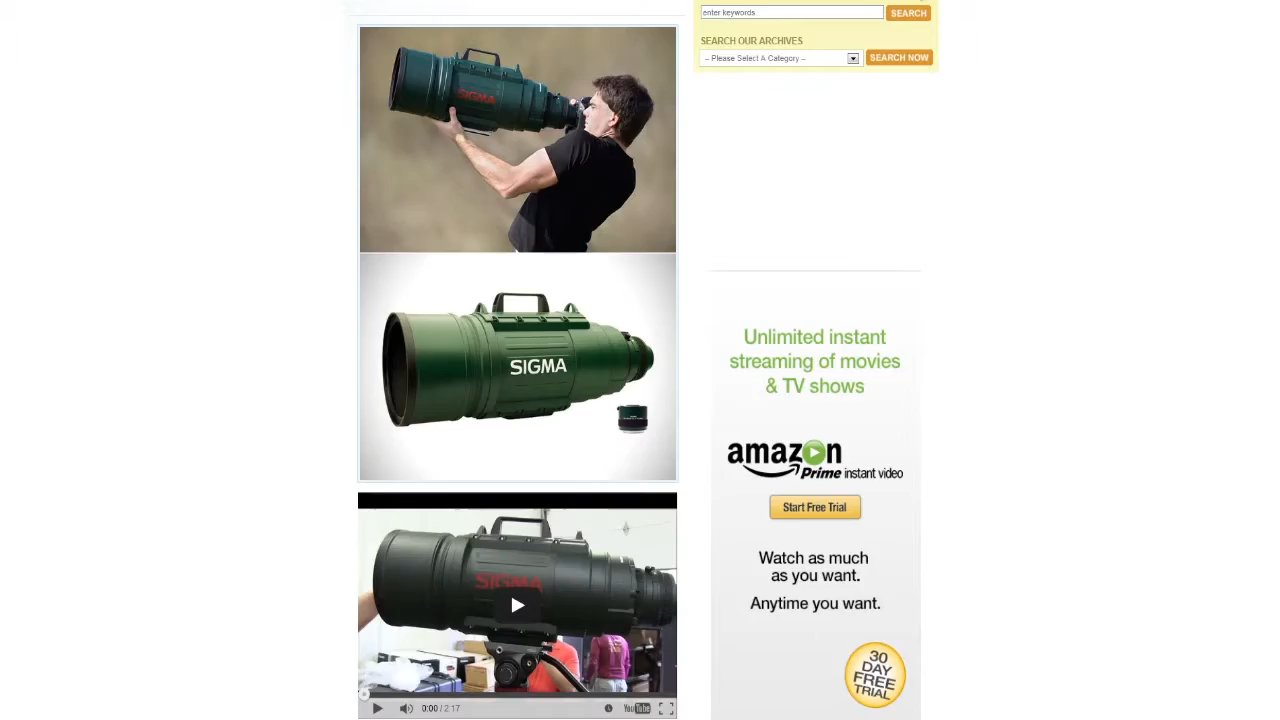 enter keywords
SEARCH
SEARCH OUR ARCHIVES
-- Please Select A Category --
SEARCH NOW
SIGMA
SIGMA
SIGMA
0:00 / 2:17
YouTube
Unlimited instant
streaming of movies
& TV shows
amazon
Prime instant video
Start Free Trial
Watch as much
as you want.
Anytime you want.
30
DAY
FREE
TRIAL